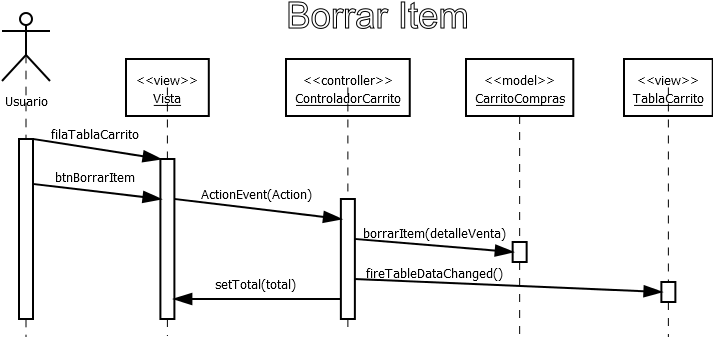 Borrar Item
Usuario
<<view>>
Vista
<<controller>>
ControladorCarrito
<<model>>
CarritoCompras
<<view>>
TablaCarrito
filaTablaCarrito
btnBorrarItem
ActionEvent(Action)
borrarItem(detalleVenta)
fireTableDataChanged()
setTotal(total)